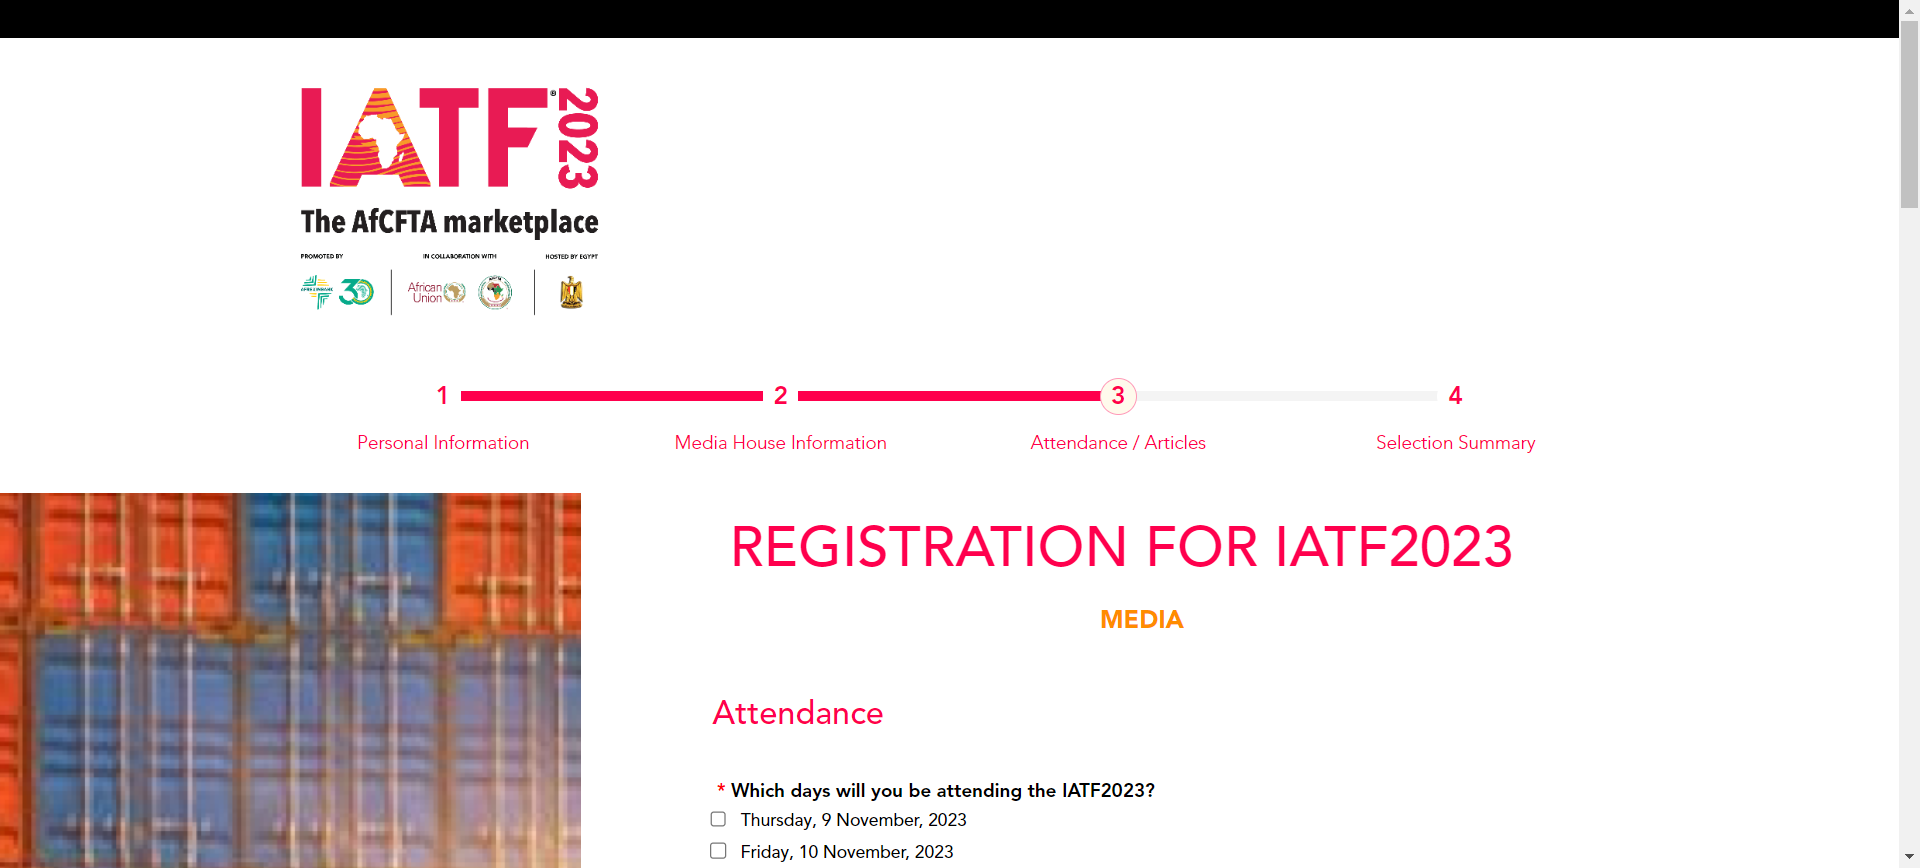 IATF® 2023
The AfCFTA marketplace
PROMOTED BY
IN COLLABORATION WITH
HOSTED BY EGYPT
AFREXIMBANK
30
African Union
1
2
3
4
Personal Information
Media House Information
Attendance / Articles
Selection Summary
REGISTRATION FOR IATF2023
MEDIA
Attendance
* Which days will you be attending the IATF2023?
Thursday, 9 November, 2023
Friday, 10 November, 2023